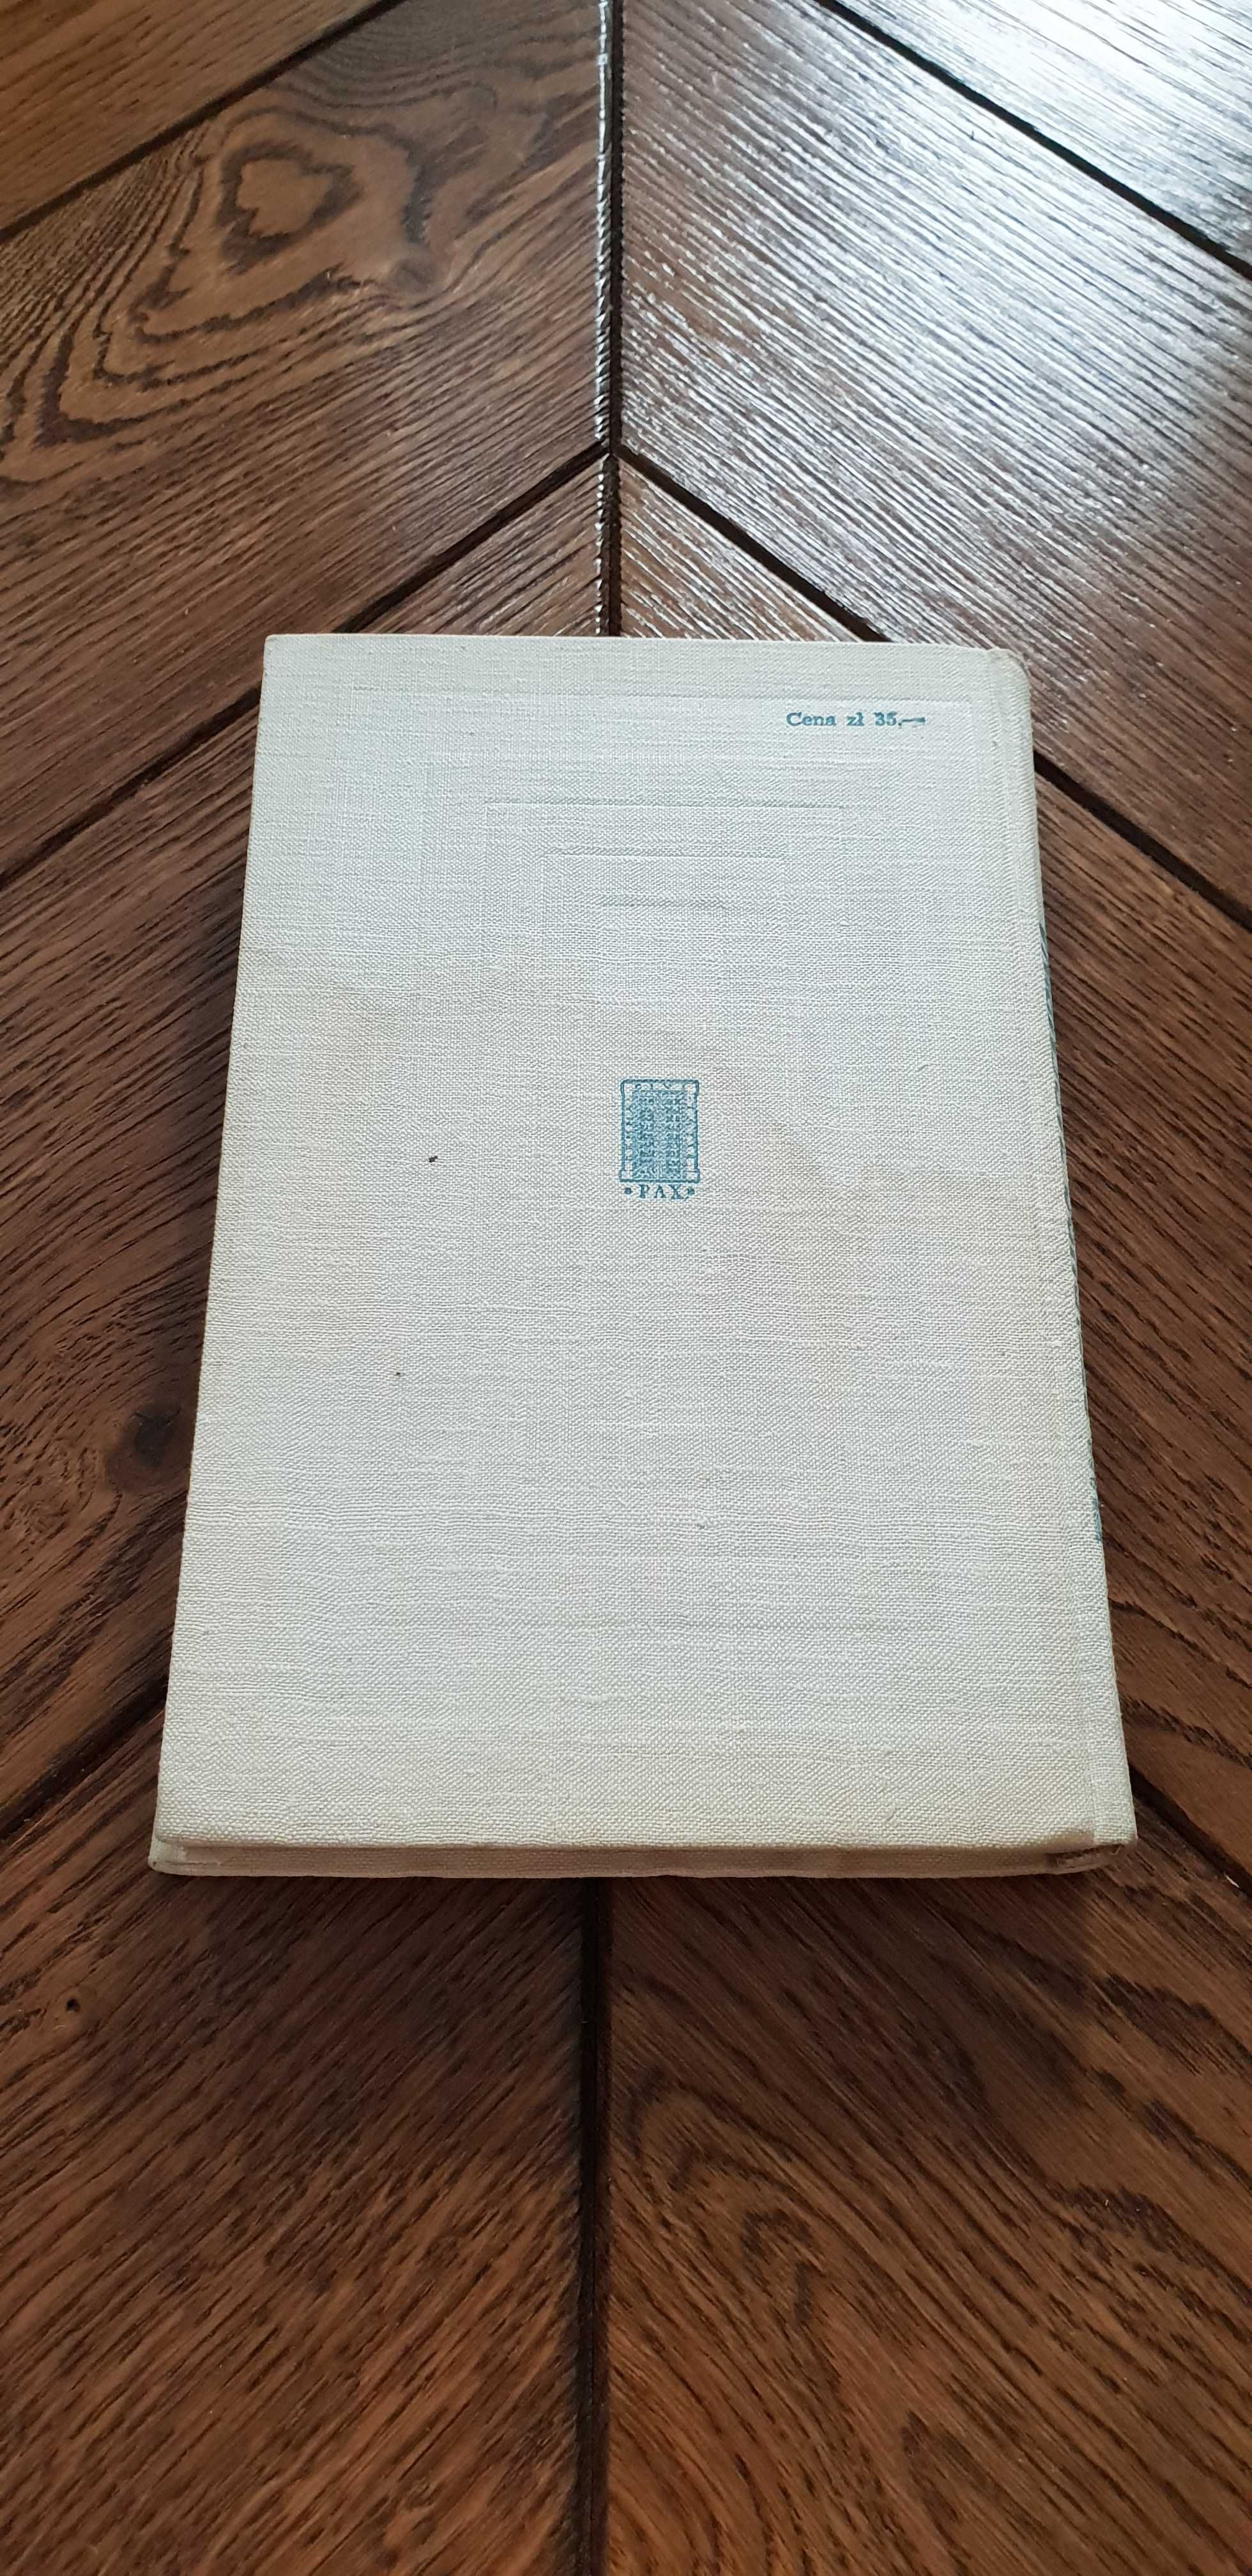 Cena zł 35.—
• PAX •